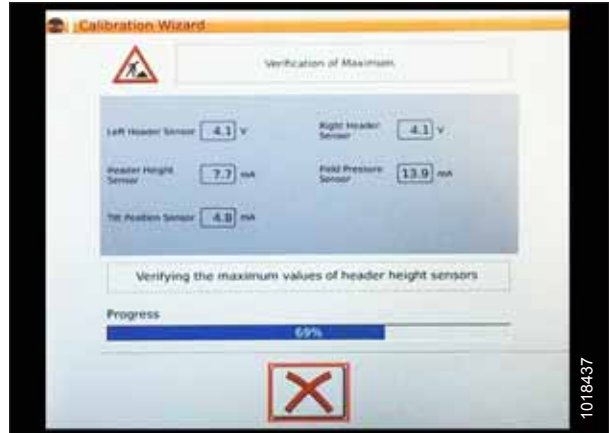 Calibration Wizard
Verification of Maximum
Left Header Sensor 4.1 V
Right Header
Sensor 4.1 V
Header Height
Sensor 7.7 mA
Field Pressure
Sensor 13.9 mA
Tilt Position Sensor 4.8 mA
Verifying the maximum values of header height sensors
Progress
69%
1018437